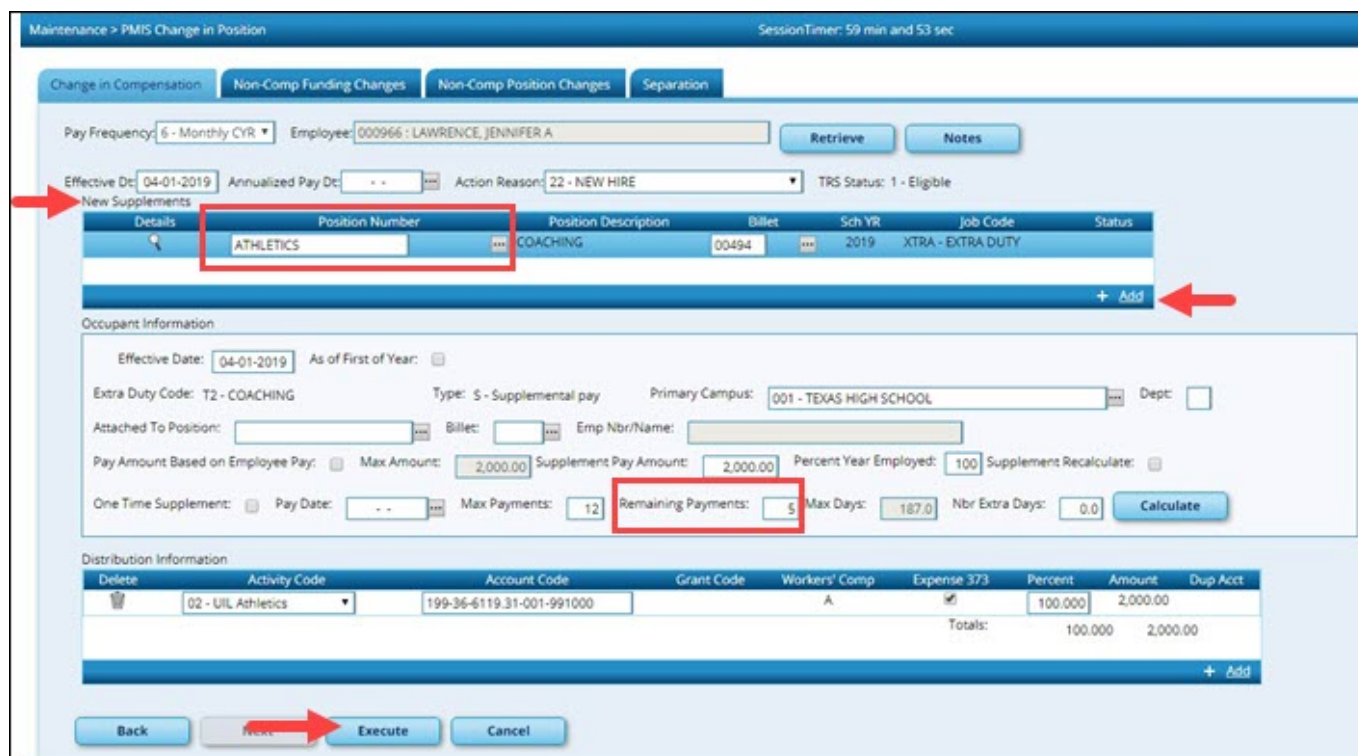 Maintenance > PMIS Change in Position SessionTimer: 59 min and 53 sec
Change in Compensation Non-Comp Funding Changes Non-Comp Position Changes Separation
Pay Frequency: 6 - Monthly CYR Employee: 000966 : LAWRENCE, JENNIFER A Retrieve Notes
Effective Dt: 04-01-2019 Annualized Pay Dt: - - Action Reason: 22 - NEW HIRE TRS Status: 1 - Eligible
New Supplements
Details Position Number Position Description Billet Sch YR Job Code Status
ATHLETICS COACHING 00494 2019 XTRA - EXTRA DUTY
+ Add
Occupant Information
Effective Date: 04-01-2019 As of First of Year:
Extra Duty Code: T2 - COACHING Type: S - Supplemental pay Primary Campus: 001 - TEXAS HIGH SCHOOL Dept:
Attached To Position: Billet: Emp Nbr/Name:
Pay Amount Based on Employee Pay: Max Amount: 2,000.00 Supplement Pay Amount: 2,000.00 Percent Year Employed: 100 Supplement Recalculate:
One Time Supplement: Pay Date: - - Max Payments: 12 Remaining Payments: 5 Max Days: 187.0 Nbr Extra Days: 0.0 Calculate
Distribution Information
Delete Activity Code Account Code Grant Code Workers' Comp Expense 373 Percent Amount Dup Acct
02 - UIL Athletics 199-36-6119.31-001-991000 A 100.000 2,000.00
Totals: 100.000 2,000.00
+ Add
Back Next Execute Cancel